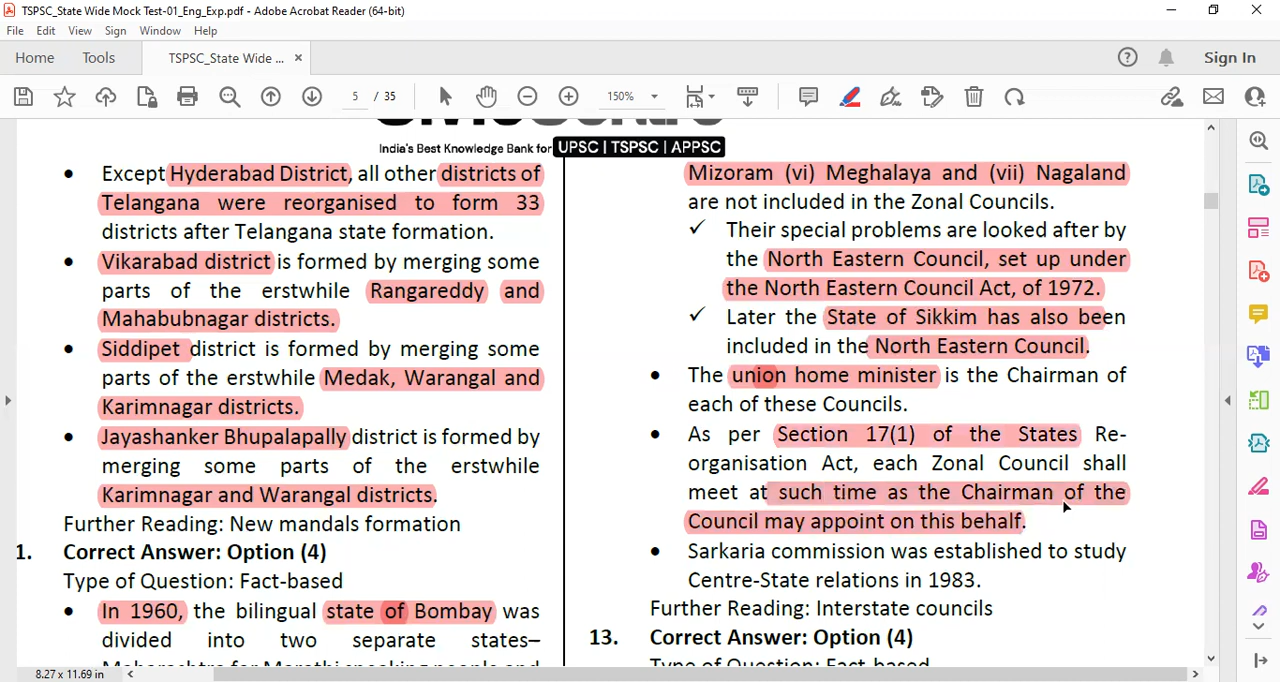 TSPSC_State Wide Mock Test-01_Eng_Exp.pdf - Adobe Acrobat Reader (64-bit)
File Edit View Sign Window Help
Home Tools TSPSC_State Wide ... × Sign In
5 / 35 150%
India's Best Knowledge Bank for UPSC | TSPSC | APPSC
• Except Hyderabad District, all other districts of
Telangana were reorganised to form 33
districts after Telangana state formation.
• Vikarabad district is formed by merging some
parts of the erstwhile Rangareddy and
Mahabubnagar districts.
• Siddipet district is formed by merging some
parts of the erstwhile Medak, Warangal and
Karimnagar districts.
• Jayashanker Bhupalapally district is formed by
merging some parts of the erstwhile
Karimnagar and Warangal districts.
Further Reading: New mandals formation
1. Correct Answer: Option (4)
Type of Question: Fact-based
• In 1960, the bilingual state of Bombay was
divided into two separate states–
Maharashtra for Marathi speaking people and
Mizoram (vi) Meghalaya and (vii) Nagaland
are not included in the Zonal Councils.
✓ Their special problems are looked after by
the North Eastern Council, set up under
the North Eastern Council Act, of 1972.
✓ Later the State of Sikkim has also been
included in the North Eastern Council.
• The union home minister is the Chairman of
each of these Councils.
• As per Section 17(1) of the States Re-
organisation Act, each Zonal Council shall
meet at such time as the Chairman of the
Council may appoint on this behalf.
• Sarkaria commission was established to study
Centre-State relations in 1983.
Further Reading: Interstate councils
13. Correct Answer: Option (4)
Type of Question: Fact-based
8.27 x 11.69 in